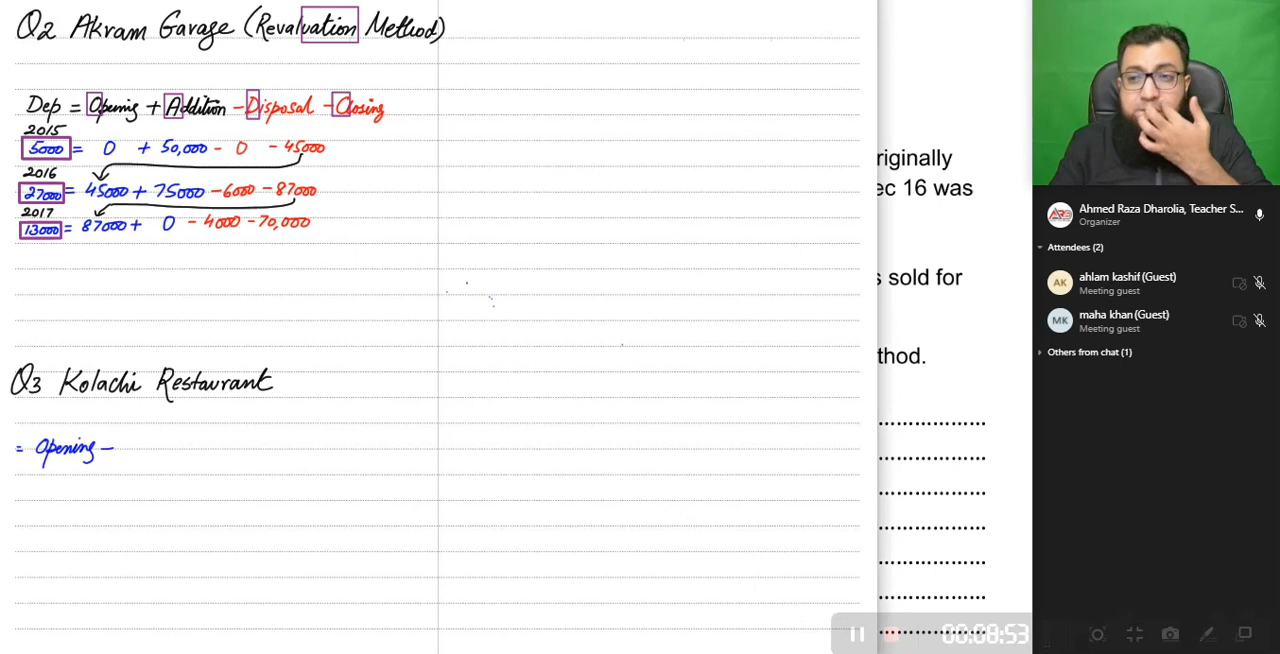 Q2 Akram Garage (Revaluation Method)
Dep = Opening + Addition - Disposal - Closing
2015
5000 = 0 + 50,000 - 0 - 45000
2016
27000 = 45000 + 75000 - 6000 - 87000
2017
13000 = 87000 + 0 - 4000 - 70,000
Q3 Kolachi Restaurant
= Opening -
riginally
ec 16 was
s sold for
thod.
00:08:53
Ahmed Raza Dharolia, Teacher S...
Organizer
Attendees (2)
AK
ahlam kashif (Guest)
Meeting guest
MK
maha khan (Guest)
Meeting guest
Others from chat (1)